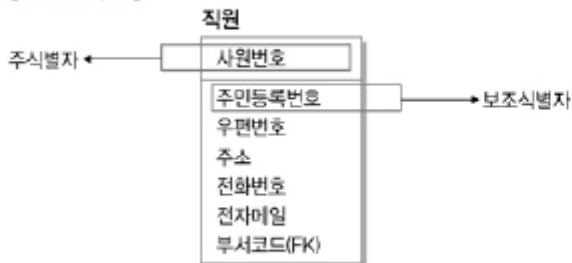 직원
주식별자
사원번호
주민등록번호
보조식별자
우편번호
주소
전화번호
전자메일
부서코드(FK)